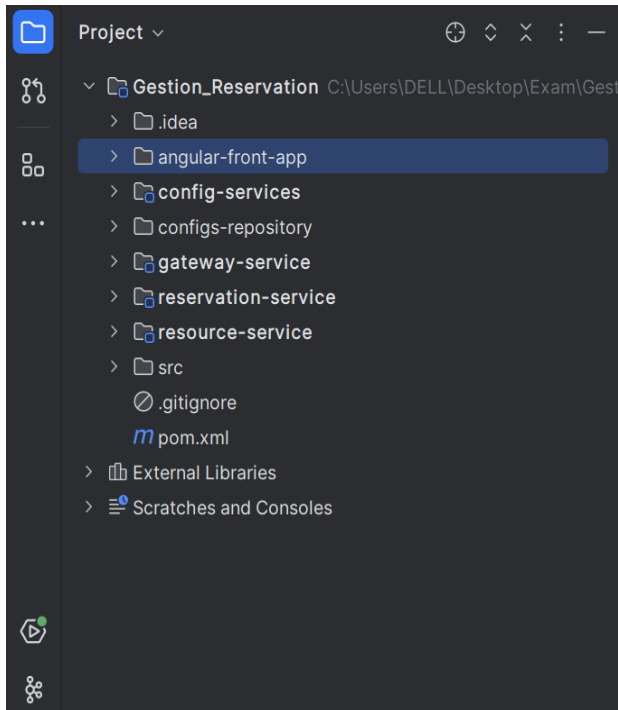 Project
Gestion_Reservation C:\Users\DELL\Desktop\Exam\Gest
.idea
angular-front-app
config-services
configs-repository
gateway-service
reservation-service
resource-service
src
.gitignore
m pom.xml
External Libraries
Scratches and Consoles